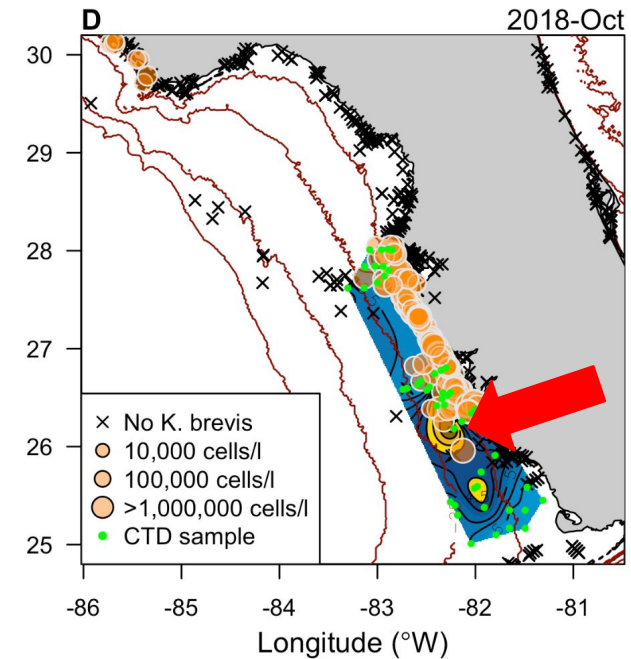 D 2018-Oct
30
29
28
27
26
25
No K. brevis
10,000 cells/l
100,000 cells/l
>1,000,000 cells/l
CTD sample
-86 -85 -84 -83 -82 -81
Longitude (°W)